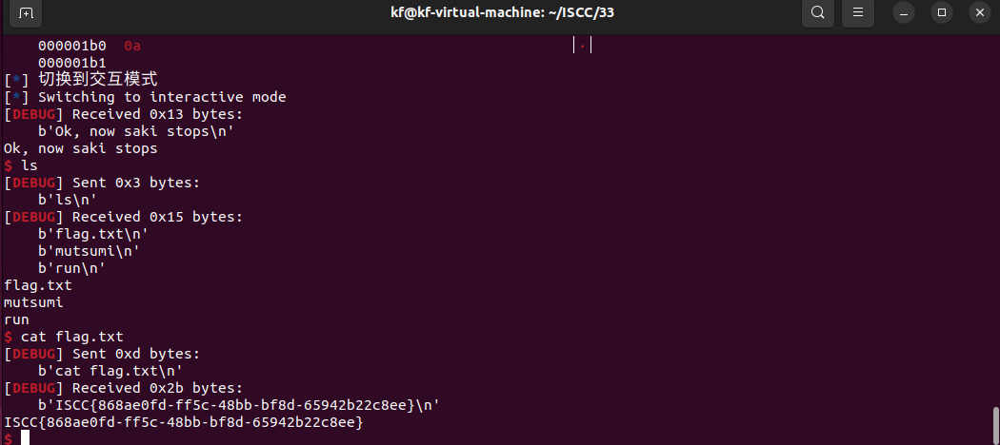 kf@kf-virtual-machine: ~/ISCC/33
000001b0 0a |.|
000001b1
[*] 切换到交互模式
[*] Switching to interactive mode
[DEBUG] Received 0x13 bytes:
b'Ok, now saki stops\n'
Ok, now saki stops
$ ls
[DEBUG] Sent 0x3 bytes:
b'ls\n'
[DEBUG] Received 0x15 bytes:
b'flag.txt\n'
b'mutsumi\n'
b'run\n'
flag.txt
mutsumi
run
$ cat flag.txt
[DEBUG] Sent 0xd bytes:
b'cat flag.txt\n'
[DEBUG] Received 0x2b bytes:
b'ISCC{868ae0fd-ff5c-48bb-bf8d-65942b22c8ee}\n'
ISCC{868ae0fd-ff5c-48bb-bf8d-65942b22c8ee}
$